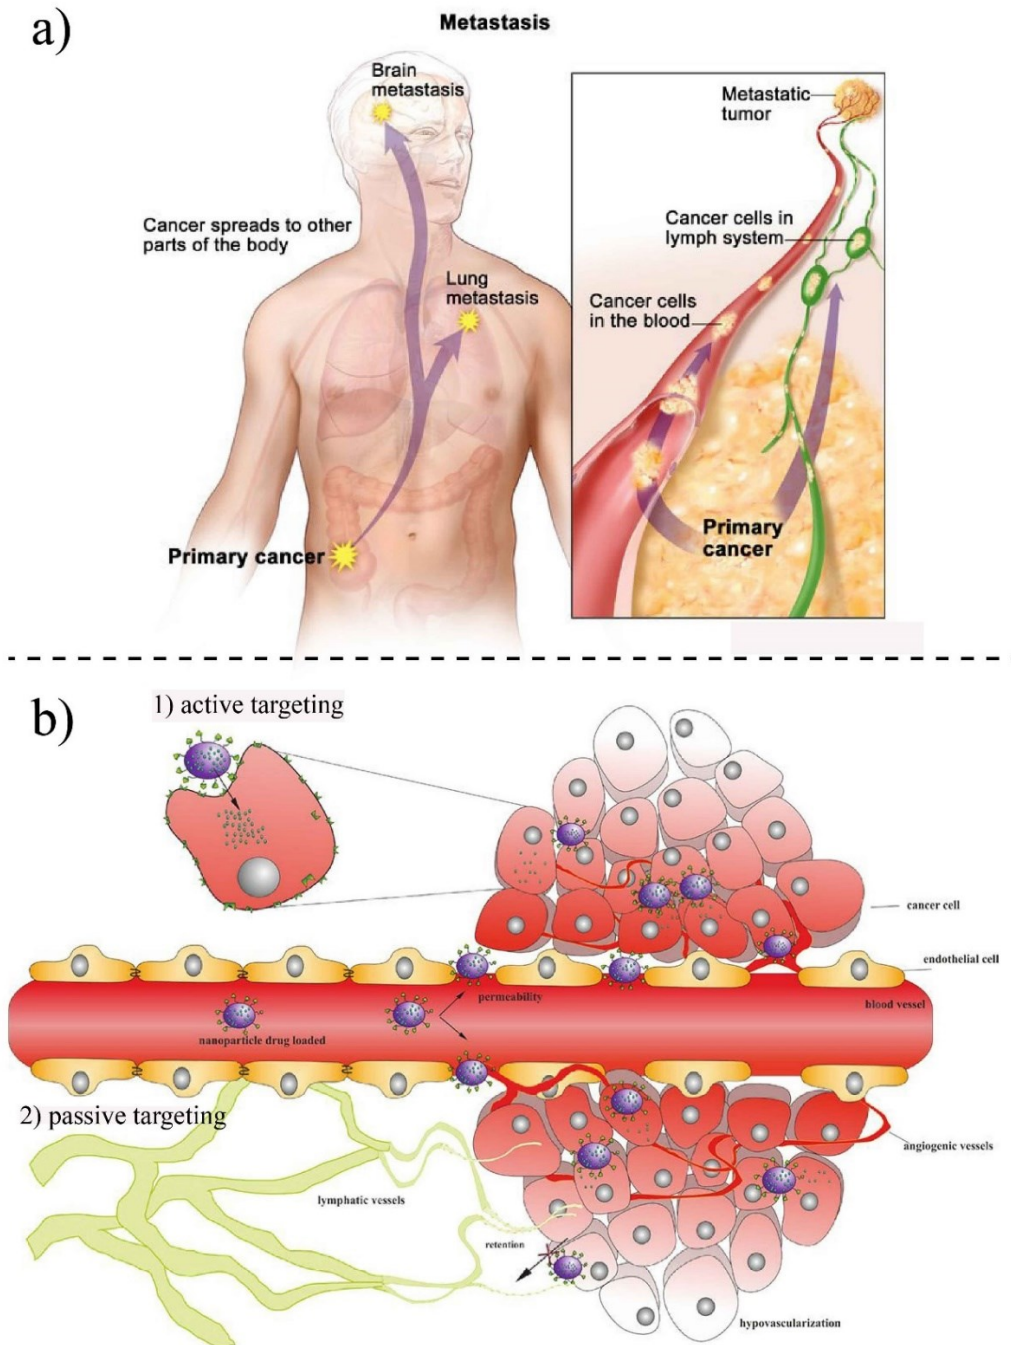 a)
Metastasis
Brain
metastasis
Cancer spreads to other
parts of the body
Lung
metastasis
Primary cancer
Metastatic
tumor
Cancer cells in
lymph system
Cancer cells
in the blood
Primary
cancer
b)
1) active targeting
cancer cell
endothelial cell
permeability
blood vessel
nanoparticle drug loaded
2) passive targeting
angiogenic vessels
lymphatic vessels
retention
hypovascularization